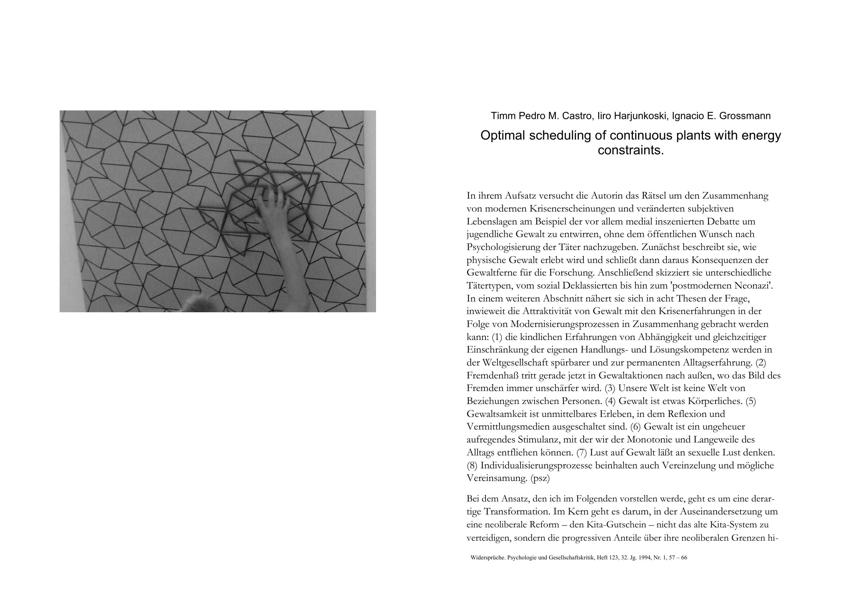 Timm Pedro M. Castro, Iiro Harjunkoski, Ignacio E. Grossmann
Optimal scheduling of continuous plants with energy
constraints.
In ihrem Aufsatz versucht die Autorin das Rätsel um den Zusammenhang
von modernen Krisenerscheinungen und veränderten subjektiven
Lebenslagen am Beispiel der vor allem medial inszenierten Debatte um
jugendliche Gewalt zu entwirren, ohne dem öffentlichen Wunsch nach
Psychologisierung der Täter nachzugeben. Zunächst beschreibt sie, wie
physische Gewalt erlebt wird und schließt dann daraus Konsequenzen der
Gewaltferne für die Forschung. Anschließend skizziert sie unterschiedliche
Tätertypen, vom sozial Deklassierten bis hin zum 'postmodernen Neonazi'.
In einem weiteren Abschnitt nähert sie sich in acht Thesen der Frage,
inwieweit die Attraktivität von Gewalt mit den Krisenerfahrungen in der
Folge von Modernisierungsprozessen in Zusammenhang gebracht werden
kann: (1) die kindlichen Erfahrungen von Abhängigkeit und gleichzeitiger
Einschränkung der eigenen Handlungs- und Lösungskompetenz werden in
der Weltgesellschaft spürbarer und zur permanenten Alltagserfahrung. (2)
Fremdenhaß tritt gerade jetzt in Gewaltaktionen nach außen, wo das Bild des
Fremden immer unschärfer wird. (3) Unsere Welt ist keine Welt von
Beziehungen zwischen Personen. (4) Gewalt ist etwas Körperliches. (5)
Gewaltsamkeit ist unmittelbares Erleben, in dem Reflexion und
Vermittlungsmedien ausgeschaltet sind. (6) Gewalt ist ein ungeheuer
aufregendes Stimulanz, mit der wir der Monotonie und Langeweile des
Alltags entfliehen können. (7) Lust auf Gewalt läßt an sexuelle Lust denken.
(8) Individualisierungsprozesse beinhalten auch Vereinzelung und mögliche
Vereinsamung. (psz)
Bei dem Ansatz, den ich im Folgenden vorstellen werde, geht es um eine derar-
tige Transformation. Im Kern geht es darum, in der Auseinandersetzung um
eine neoliberale Reform – den Kita-Gutschein – nicht das alte Kita-System zu
verteidigen, sondern die progressiven Anteile über ihre neoliberalen Grenzen hi-
Widersprüche. Psychologie und Gesellschaftskritik, Heft 123, 32. Jg. 1994, Nr. 1, 57 – 66